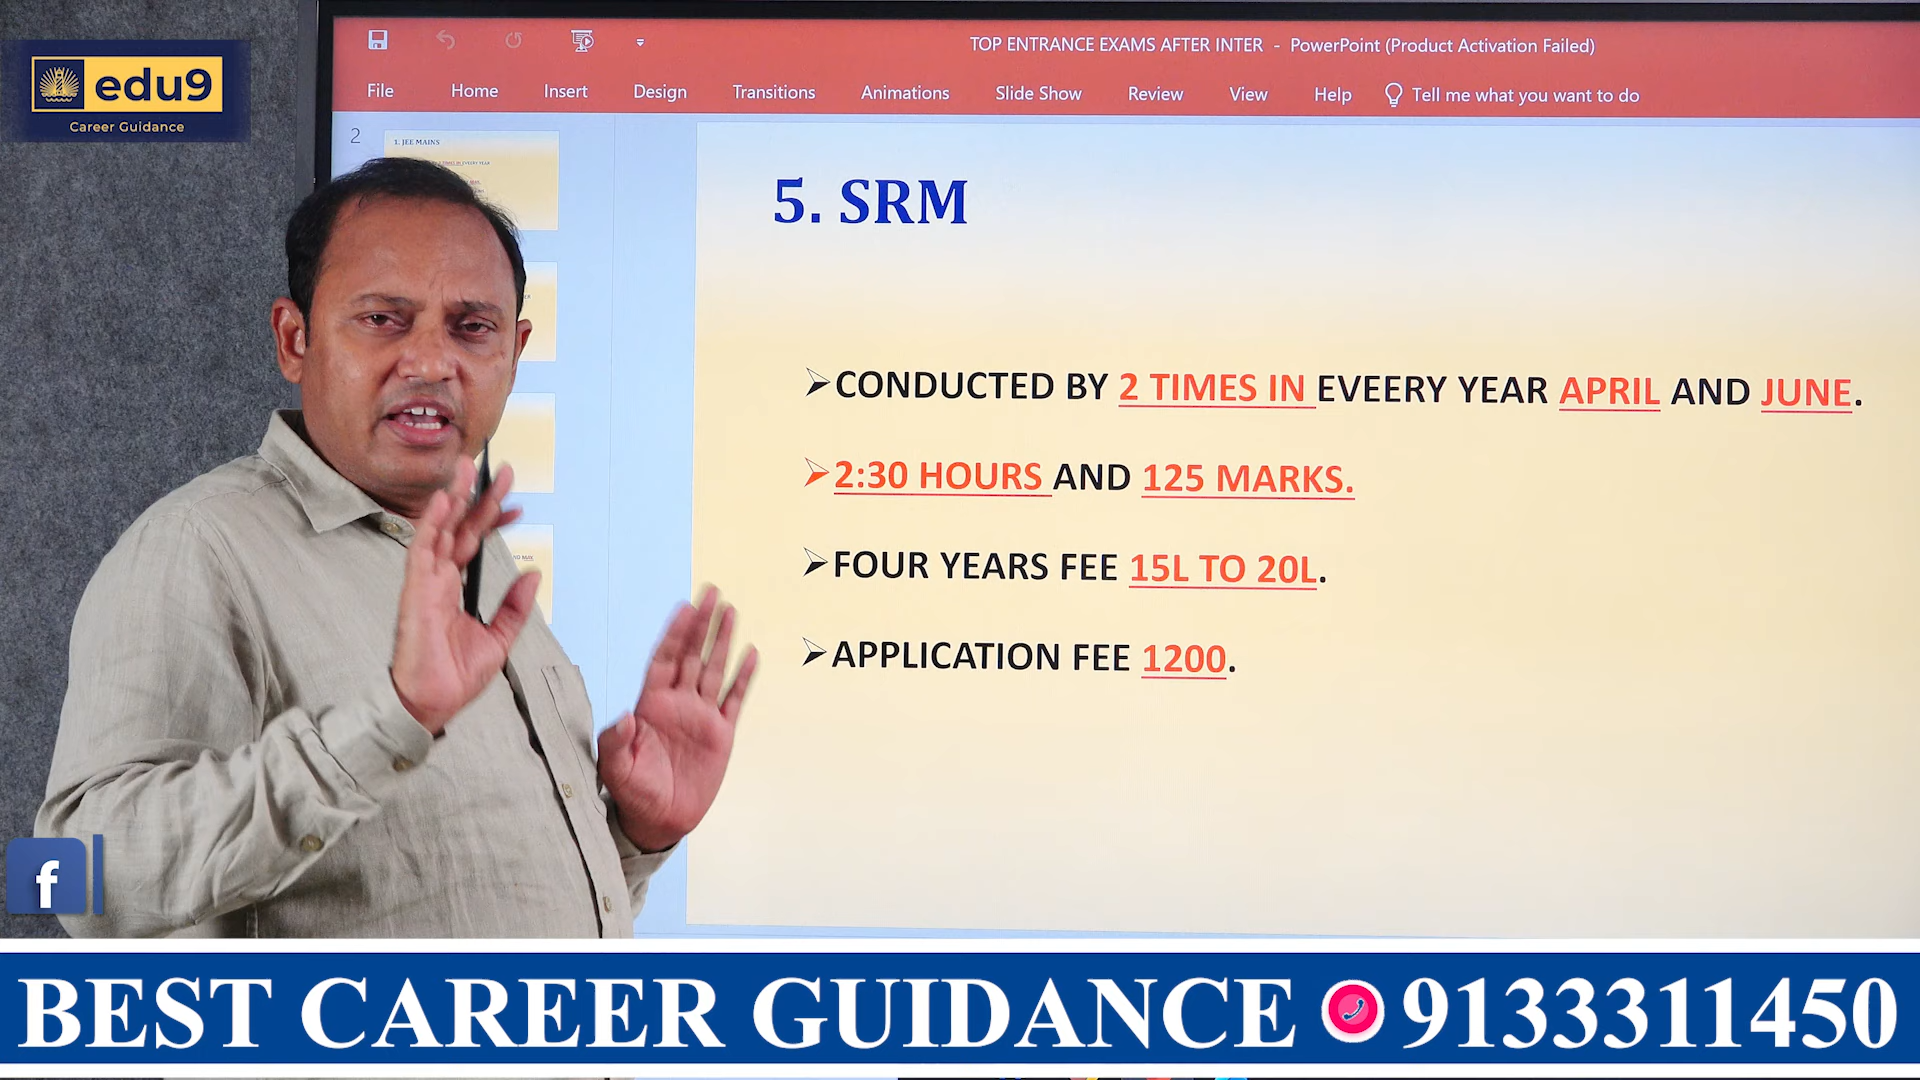 edu9
Career Guidance
TOP ENTRANCE EXAMS AFTER INTER - PowerPoint (Product Activation Failed)
File Home Insert Design Transitions Animations Slide Show Review View Help Tell me what you want to do
2
1. JEE MAINS
5. SRM
➢CONDUCTED BY 2 TIMES IN EVEERY YEAR APRIL AND JUNE.
➢2:30 HOURS AND 125 MARKS.
➢FOUR YEARS FEE 15L TO 20L.
➢APPLICATION FEE 1200.
f
BEST CAREER GUIDANCE 9133311450